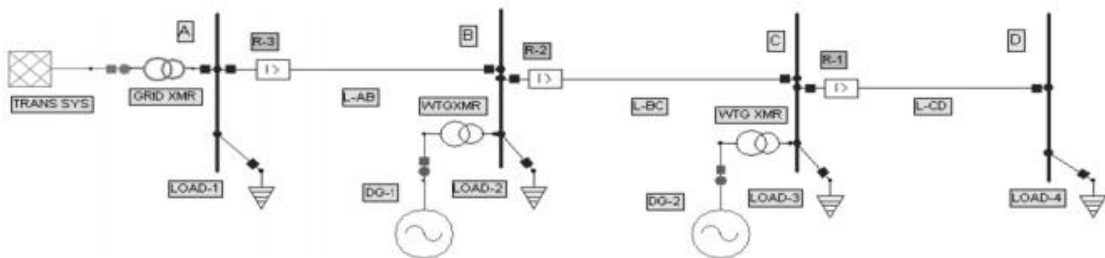 A
R-3
B
R-2
C
R-1
D
TRANS SYS
GRID XMR
L-AB
WTGXMR
L-BC
WTG XMR
L-CD
I >
I >
I >
LOAD-1
DG-1
LOAD-2
DG-2
LOAD-3
LOAD-4